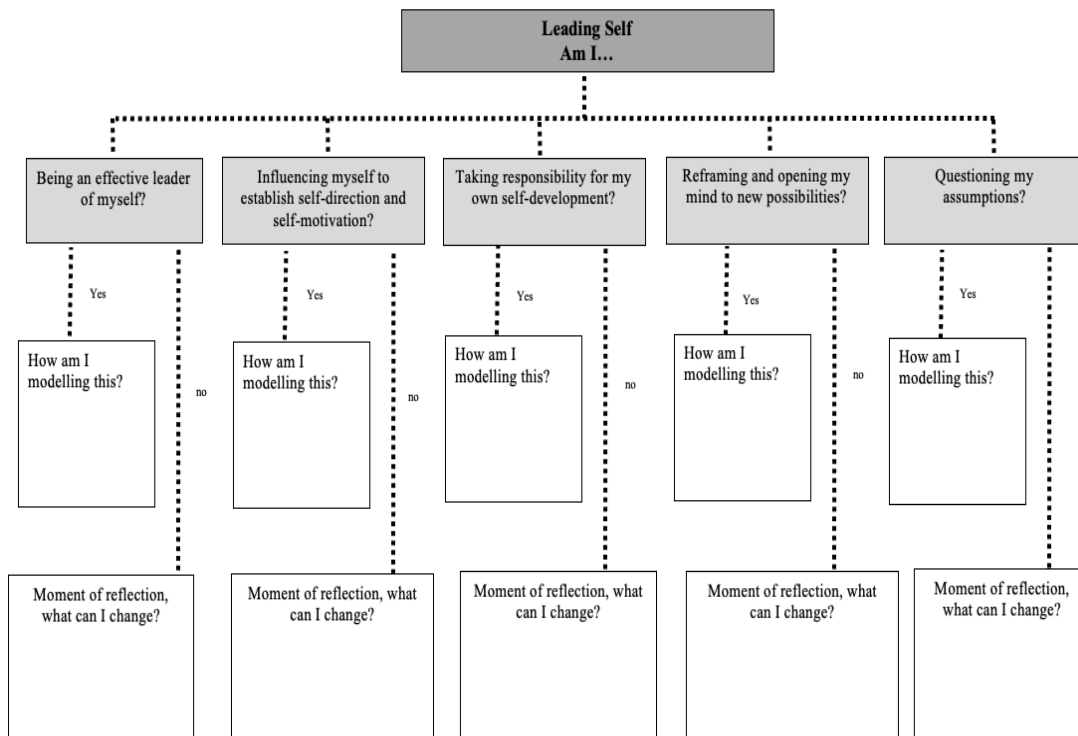 Leading Self
Am I…
Being an effective leader
of myself?
Influencing myself to
establish self-direction and
self-motivation?
Taking responsibility for my
own self-development?
Reframing and opening my
mind to new possibilities?
Questioning my
assumptions?
Yes
Yes
Yes
Yes
Yes
How am I
modelling this?
How am I
modelling this?
How am I
modelling this?
How am I
modelling this?
How am I
modelling this?
no
no
no
no
Moment of reflection,
what can I change?
Moment of reflection, what
can I change?
Moment of reflection, what
can I change?
Moment of reflection, what
can I change?
Moment of reflection,
what can I change?